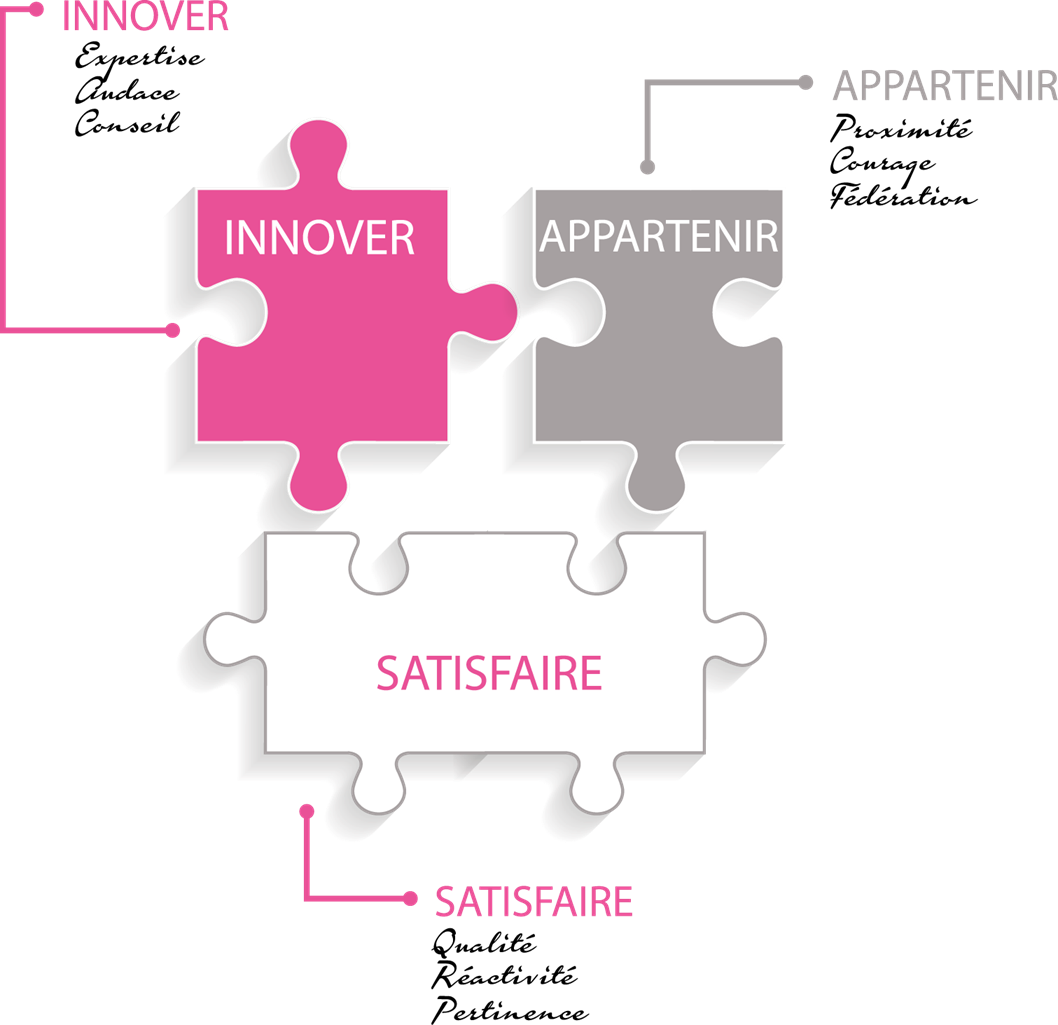 INNOVER
Expertise
Audace
Conseil
APPARTENIR
Proximité
Courage
Fédération
INNOVER
APPARTENIR
SATISFAIRE
SATISFAIRE
Qualité
Réactivité
Pertinence